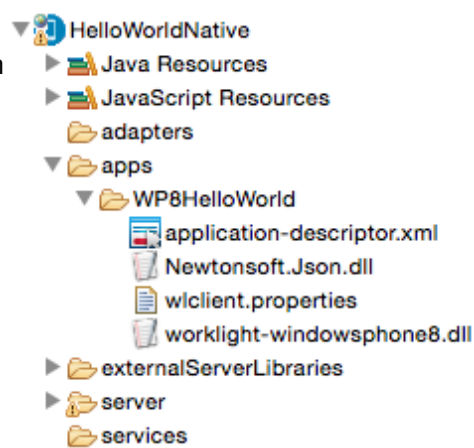 HelloWorldNative
Java Resources
JavaScript Resources
adapters
apps
WP8HelloWorld
application-descriptor.xml
Newtonsoft.Json.dll
wlclient.properties
worklight-windowsphone8.dll
externalServerLibraries
server
services